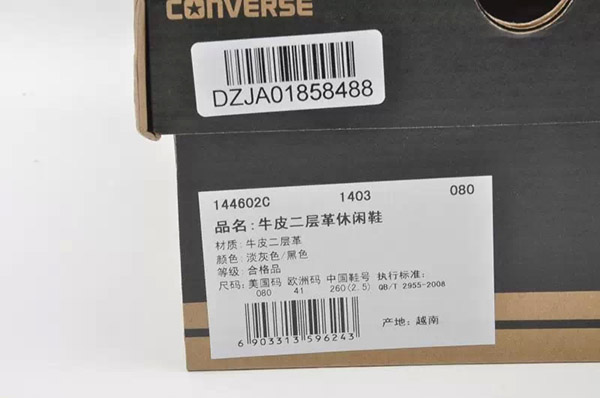 CONVERSE
DZJA01858488
144602C 1403 080
品名:牛皮二层革休闲鞋
材质:牛皮二层革
颜色:淡灰色/黑色
等级:合格品
尺码:美国码 欧洲码 中国鞋号 执行标准:
080 41 260(2.5) QB/T 2955-2008
6 903313 596243
产地:越南